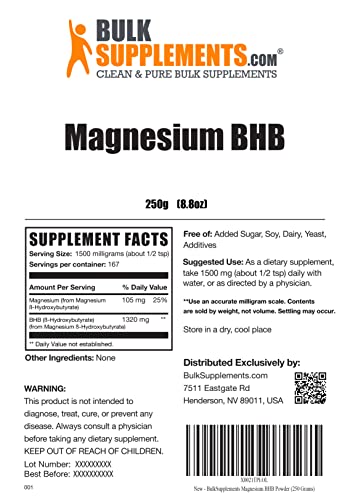 BULK
SUPPLEMENTS.COM®
CLEAN & PURE BULK SUPPLEMENTS
Magnesium BHB
250g (8.8oz)
SUPPLEMENT FACTS
Serving Size: 1500 milligrams (about 1/2 tsp)
Servings per container: 167
Amount Per Serving % Daily Value
Magnesium (from Magnesium 105 mg 25%
ß-Hydroxybutyrate)
BHB (ß-Hydroxybutyrate) 1320 mg **
(from Magnesium ß-Hydroxybutyrate)
** Daily Value not established.
Other Ingredients: None
WARNING:
This product is not intended to
diagnose, treat, cure, or prevent any
disease. Always consult a physician
before taking any dietary supplement.
KEEP OUT OF REACH OF CHILDREN.
Lot Number: XXXXXXXXX
Best Before: XXXXXXXXXX
001
Free of: Added Sugar, Soy, Dairy, Yeast,
Additives
Suggested Use: As a dietary supplement,
take 1500 mg (about 1/2 tsp) daily with
water, or as directed by a physician.
**Use an accurate milligram scale. Contents
are sold by weight, not volume. Settling may occur.
Store in a dry, cool place
Distributed Exclusively by:
BulkSupplements.com
7511 Eastgate Rd
Henderson, NV 89011, USA
New - BulkSupplements Magnesium BHB Powder (250 Grams)